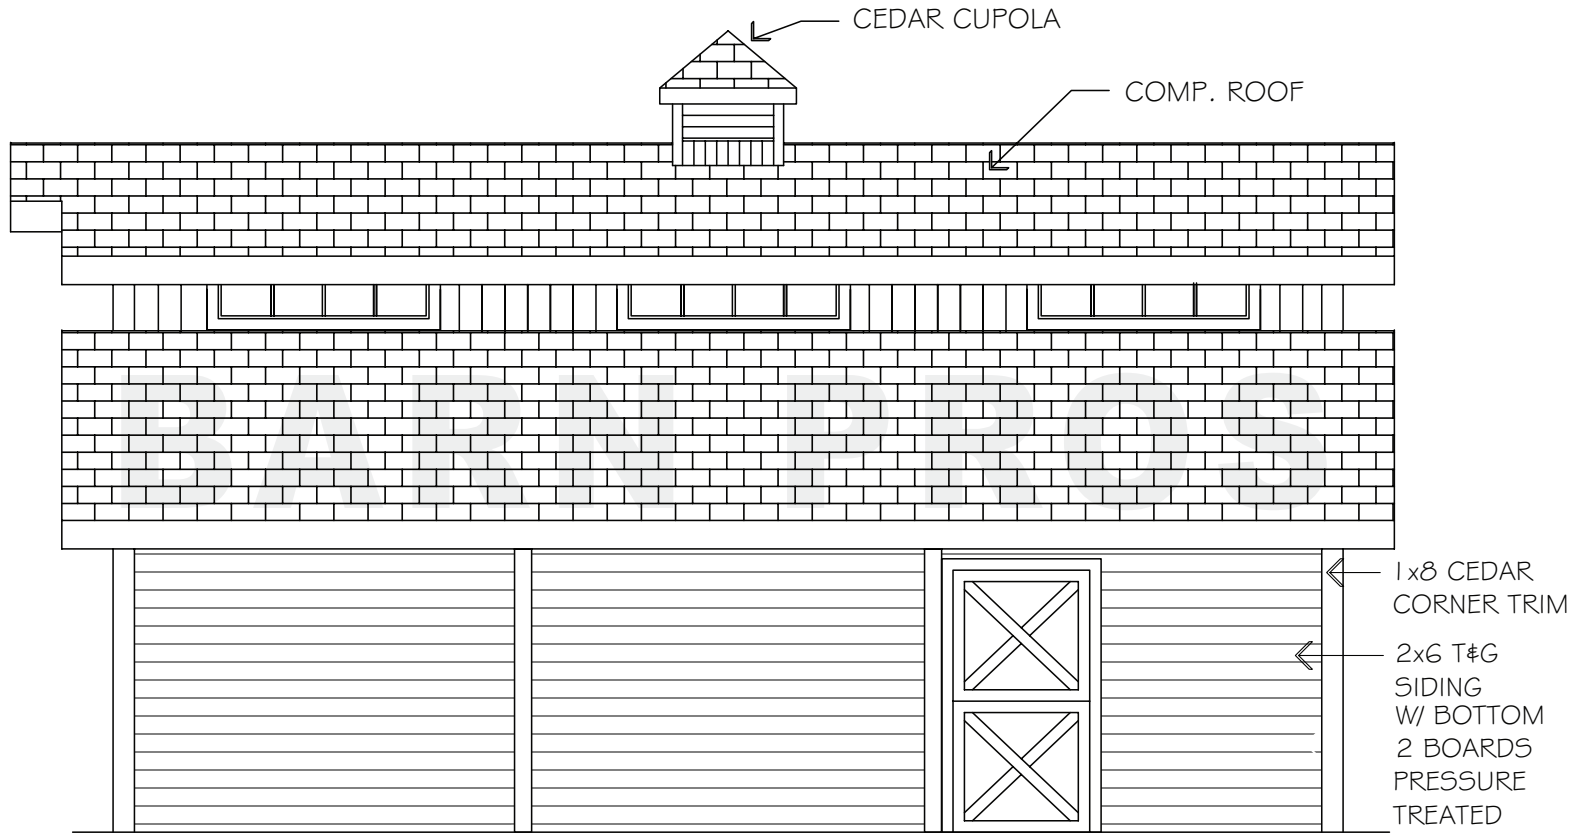 CEDAR CUPOLA
COMP. ROOF
BARN PROS
1x8 CEDAR
CORNER TRIM
2x6 T&G
SIDING
W/ BOTTOM
2 BOARDS
PRESSURE
TREATED